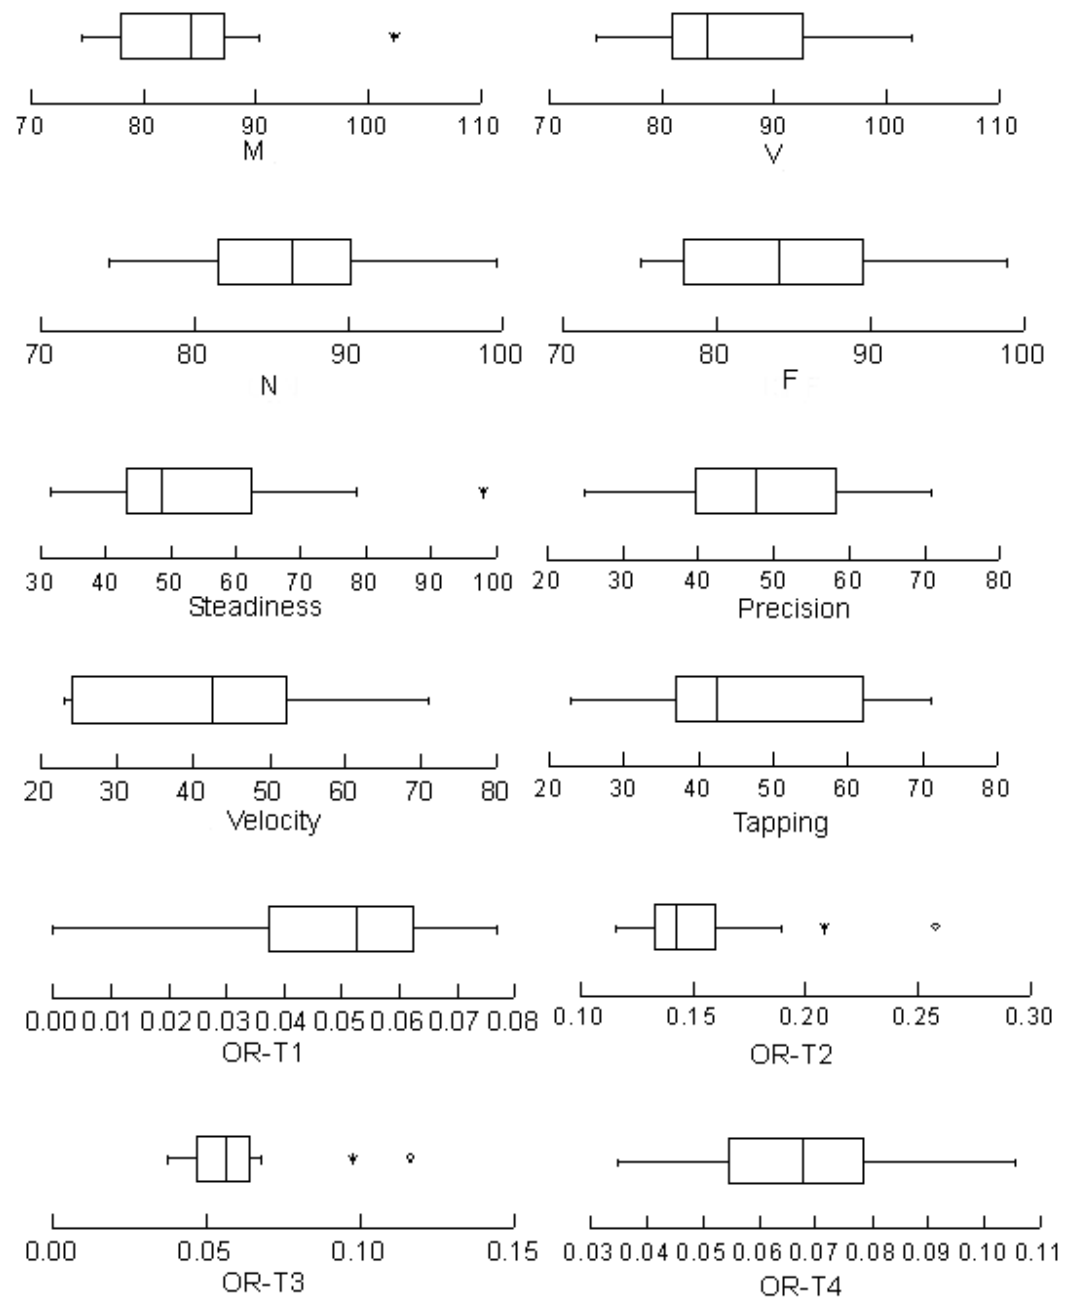 70 80 90 100 110
M
70 80 90 100 110
V
70 80 90 100
N
70 80 90 100
F
30 40 50 60 70 80 90 100
Steadiness
20 30 40 50 60 70 80
Precision
20 30 40 50 60 70 80
Velocity
20 30 40 50 60 70 80
Tapping
0.00 0.01 0.02 0.03 0.04 0.05 0.06 0.07 0.08
OR-T1
0.10 0.15 0.20 0.25 0.30
OR-T2
0.00 0.05 0.10 0.15
OR-T3
0.03 0.04 0.05 0.06 0.07 0.08 0.09 0.10 0.11
OR-T4